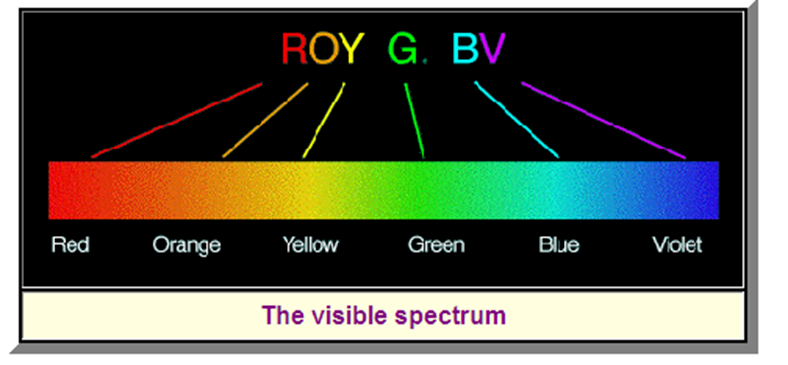 ROY G. BV
Red Orange Yellow Green Blue Violet
The visible spectrum